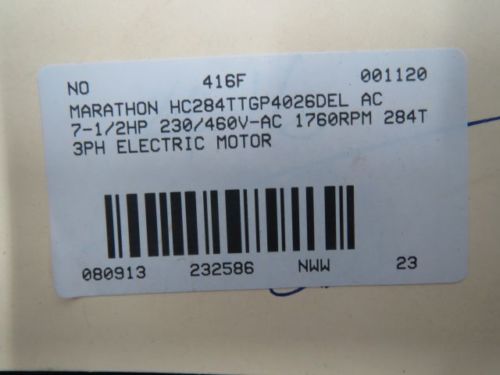 NO 416F 001120
MARATHON HC284TTGP4026DEL AC
7-1/2HP 230/460V-AC 1760RPM 284T
3PH ELECTRIC MOTOR
080913 232586 NWW 23